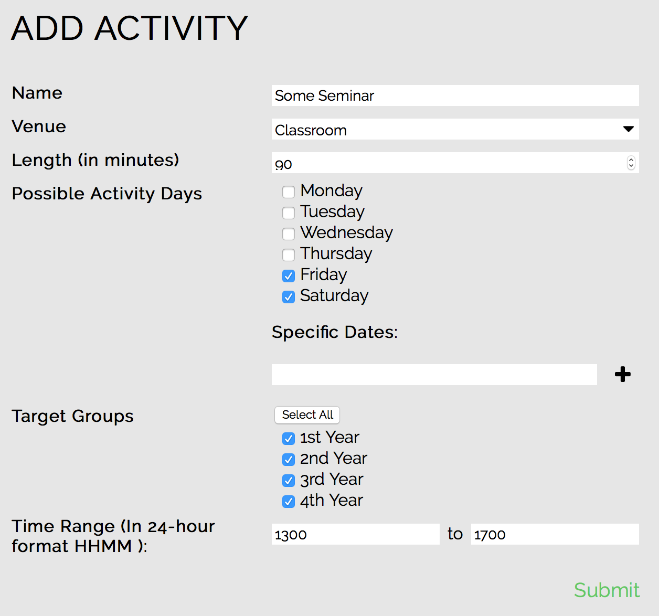 ADD ACTIVITY
Name
Some Seminar
Venue
Classroom
Length (in minutes)
90
Possible Activity Days
Monday
Tuesday
Wednesday
Thursday
Friday
Saturday
Specific Dates:
Target Groups
Select All
1st Year
2nd Year
3rd Year
4th Year
Time Range (In 24-hour
format HHMM ):
1300 to 1700
Submit